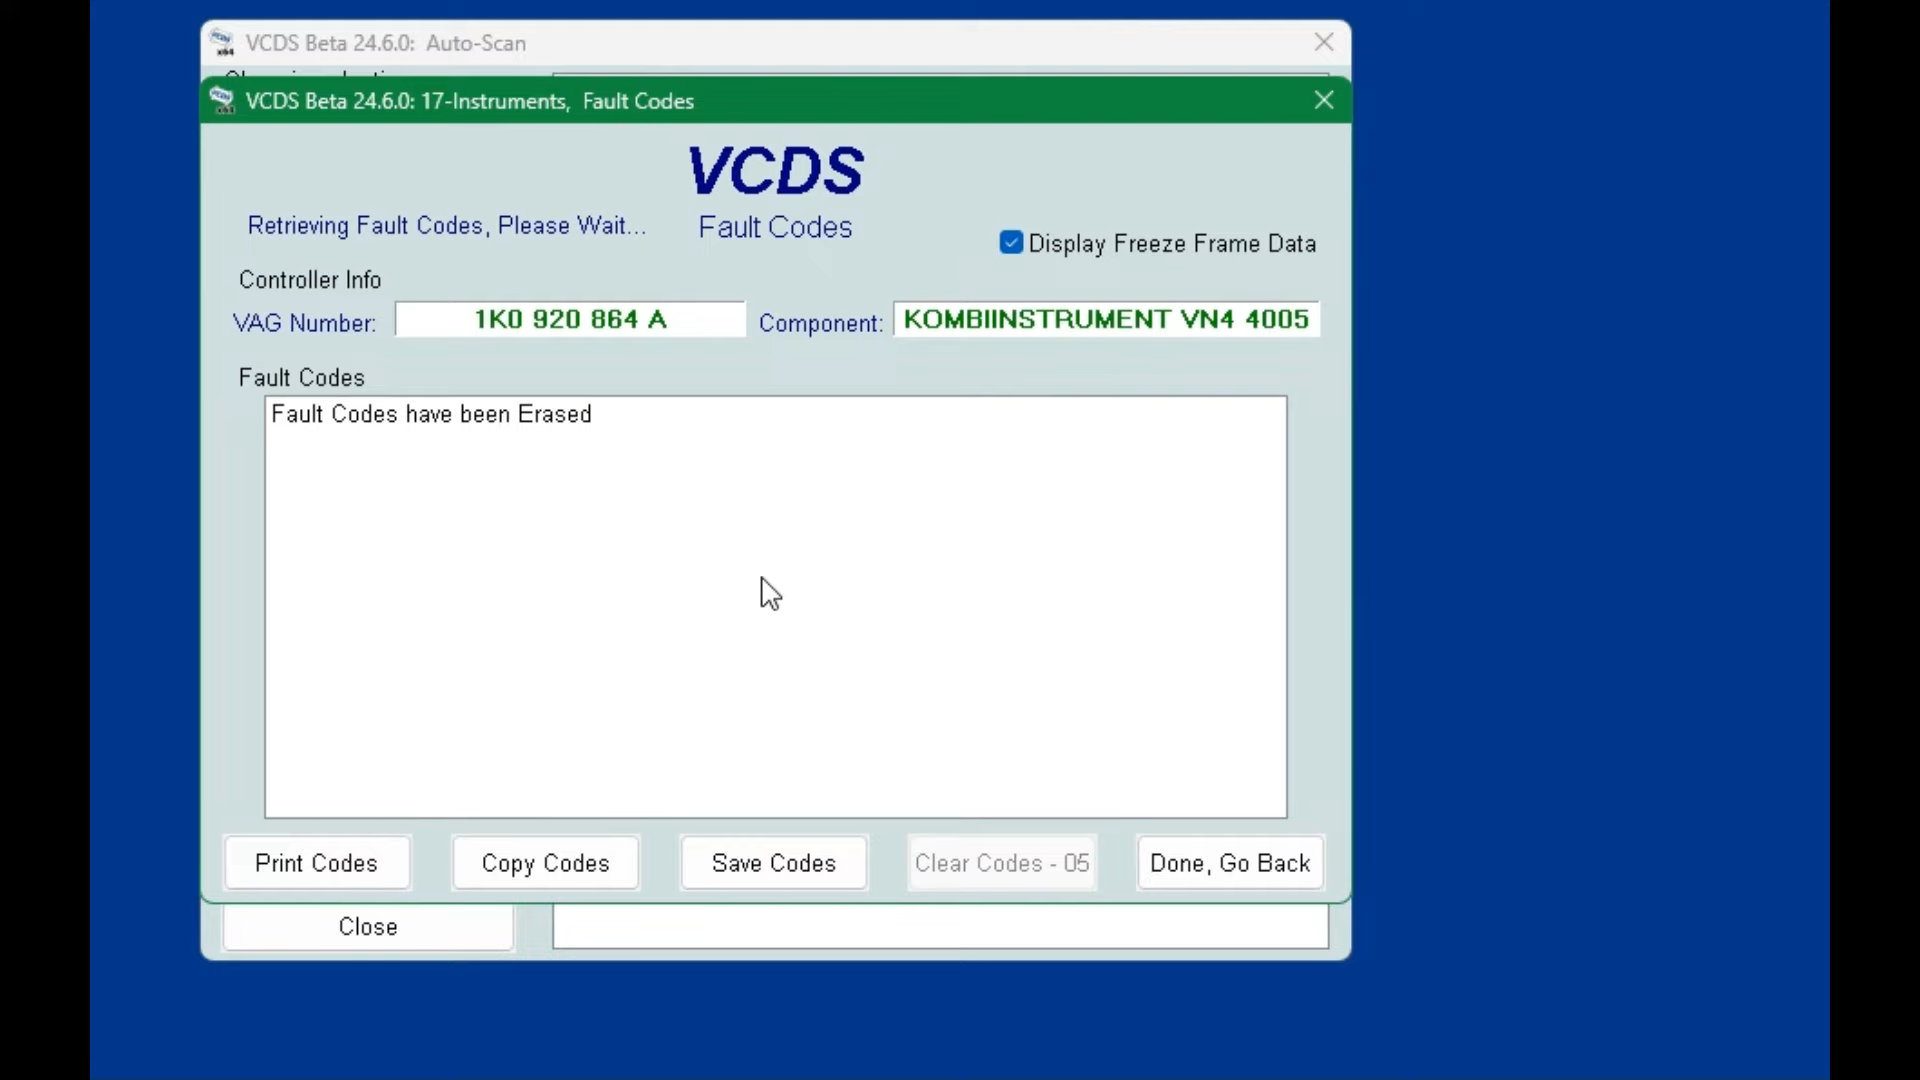 VCDS Beta 24.6.0: Auto-Scan
VCDS Beta 24.6.0: 17-Instruments, Fault Codes
VCDS
Retrieving Fault Codes, Please Wait...
Fault Codes
Display Freeze Frame Data
Controller Info
VAG Number:
1K0 920 864 A
Component:
KOMBIINSTRUMENT VN4 4005
Fault Codes
Fault Codes have been Erased
Print Codes
Copy Codes
Save Codes
Clear Codes - 05
Done, Go Back
Close